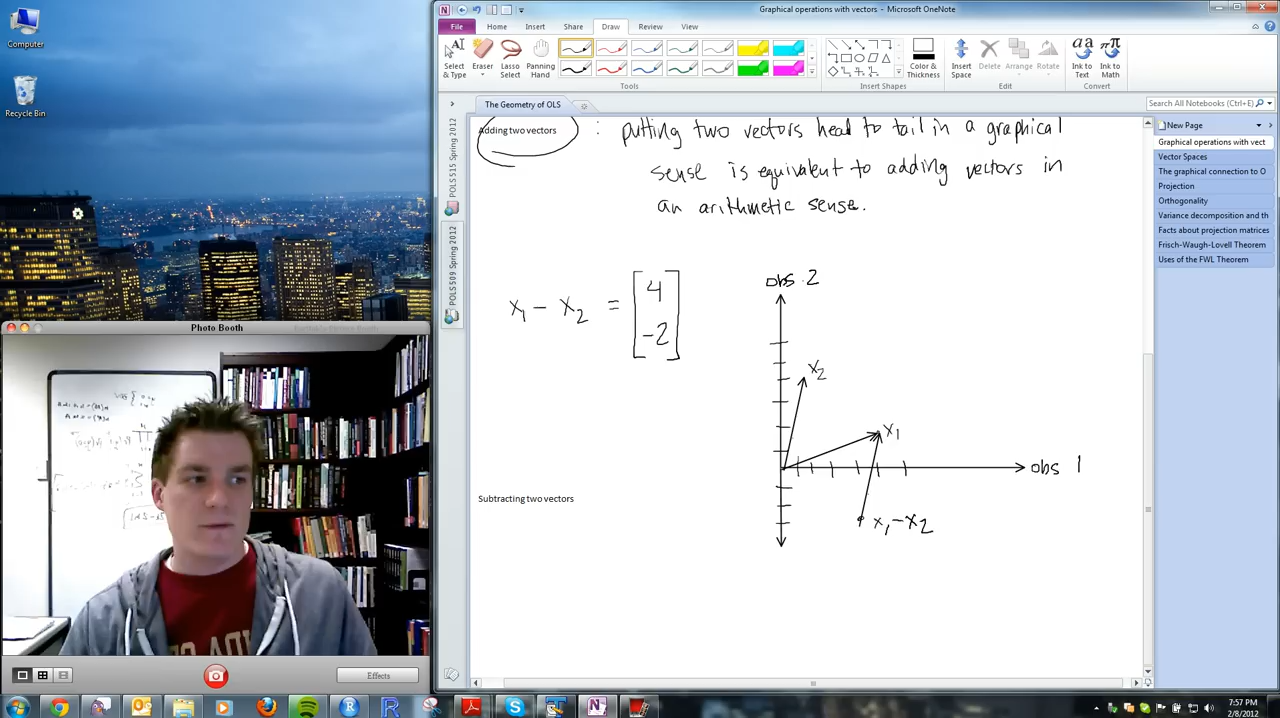 Graphical operations with vectors - Microsoft OneNote
Computer
Recycle Bin
File Home Insert Share Draw Review View
Select & Type
Eraser
Lasso Select
Panning Hand
Color & Thickness
Insert Space
Delete
Arrange
Rotate
Ink to Text
Ink to Math
Tools
Insert Shapes
Edit
Convert
The Geometry of OLS
Search All Notebooks (Ctrl+E)
POLS 515 Spring 2012
POLS 509 Spring 2012
New Page
Graphical operations with vect
Vector Spaces
The graphical connection to O
Projection
Orthogonality
Variance decomposition and th
Facts about projection matrices
Frisch-Waugh-Lovell Theorem
Uses of the FWL Theorem
Adding two vectors : putting two vectors head to tail in a graphical
sense is equivalent to adding vectors in
an arithmetic sense.
x1 - x2 = [4
-2]
obs. 2
x2
x1
obs 1
x1 - x2
Subtracting two vectors
Photo Booth
Effects
7:57 PM
2/8/2012